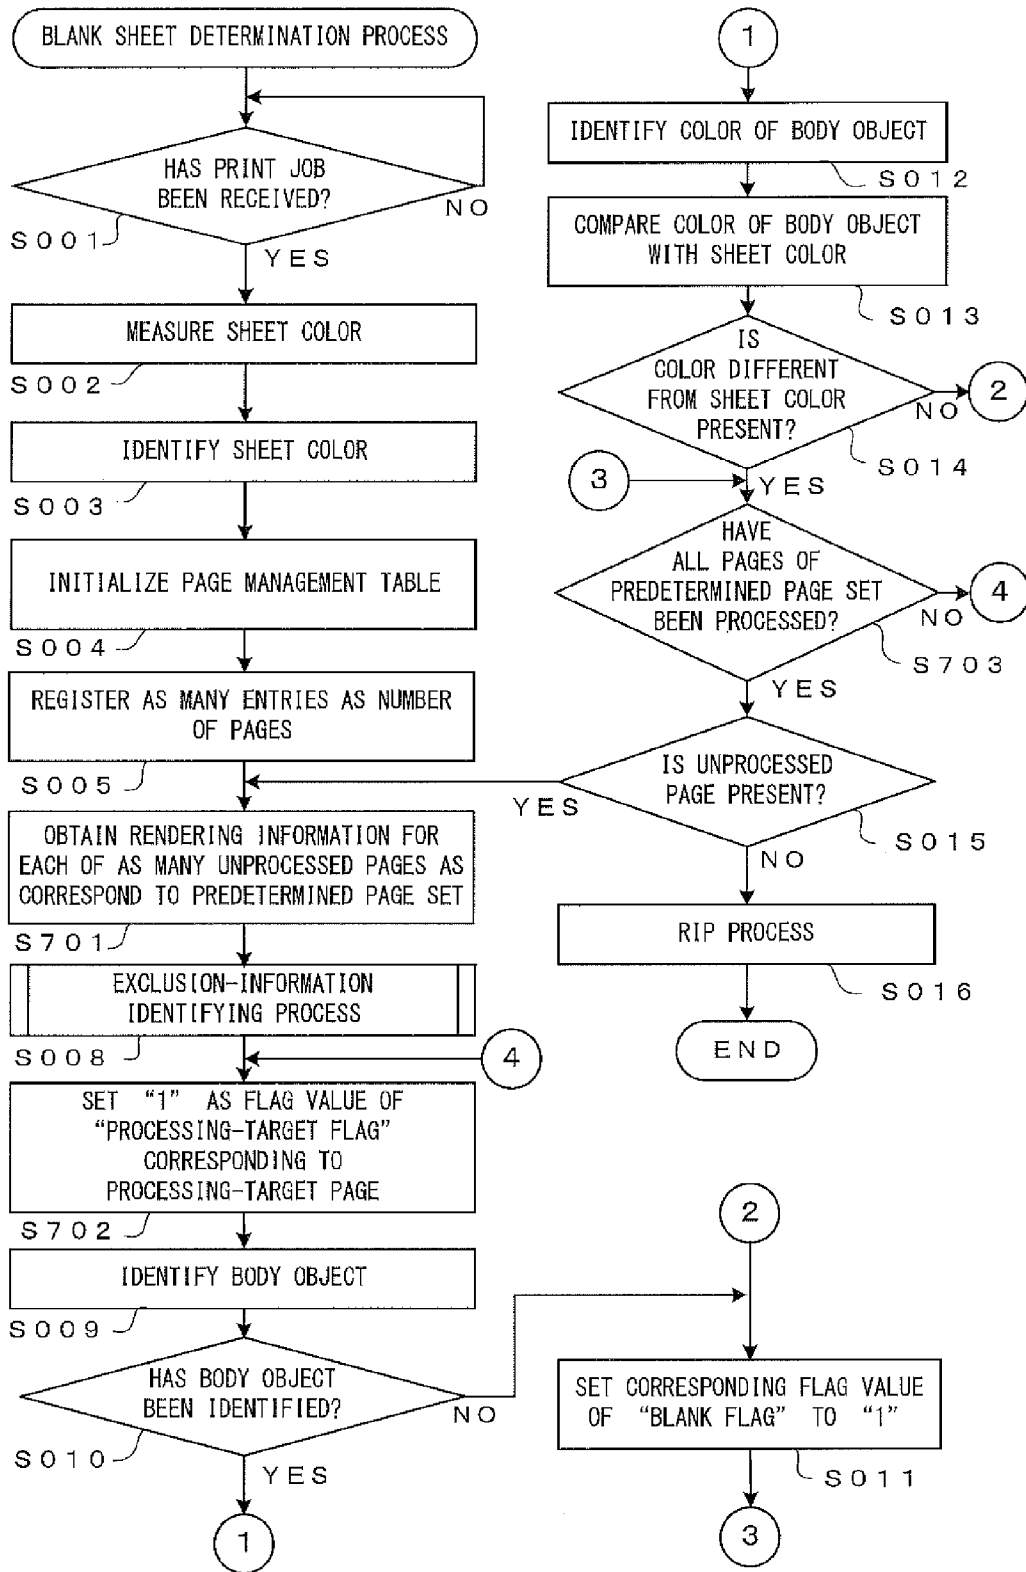 BLANK SHEET DETERMINATION PROCESS
HAS PRINT JOB
BEEN RECEIVED?
NO
S001
YES
MEASURE SHEET COLOR
S002
IDENTIFY SHEET COLOR
S003
INITIALIZE PAGE MANAGEMENT TABLE
S004
REGISTER AS MANY ENTRIES AS NUMBER
OF PAGES
S005
OBTAIN RENDERING INFORMATION FOR
EACH OF AS MANY UNPROCESSED PAGES AS
CORRESPOND TO PREDETERMINED PAGE SET
S701
EXCLUSION-INFORMATION
IDENTIFYING PROCESS
S008
4
SET "1" AS FLAG VALUE OF
"PROCESSING-TARGET FLAG"
CORRESPONDING TO
PROCESSING-TARGET PAGE
S702
IDENTIFY BODY OBJECT
S009
HAS BODY OBJECT
BEEN IDENTIFIED?
NO
S010
YES
1
1
IDENTIFY COLOR OF BODY OBJECT
S012
COMPARE COLOR OF BODY OBJECT
WITH SHEET COLOR
S013
IS
COLOR DIFFERENT
FROM SHEET COLOR
PRESENT?
NO
2
S014
3
YES
HAVE
ALL PAGES OF
PREDETERMINED PAGE SET
BEEN PROCESSED?
NO
4
S703
YES
IS UNPROCESSED
PAGE PRESENT?
YES
S015
NO
RIP PROCESS
S016
END
2
SET CORRESPONDING FLAG VALUE
OF "BLANK FLAG" TO "1"
S011
3